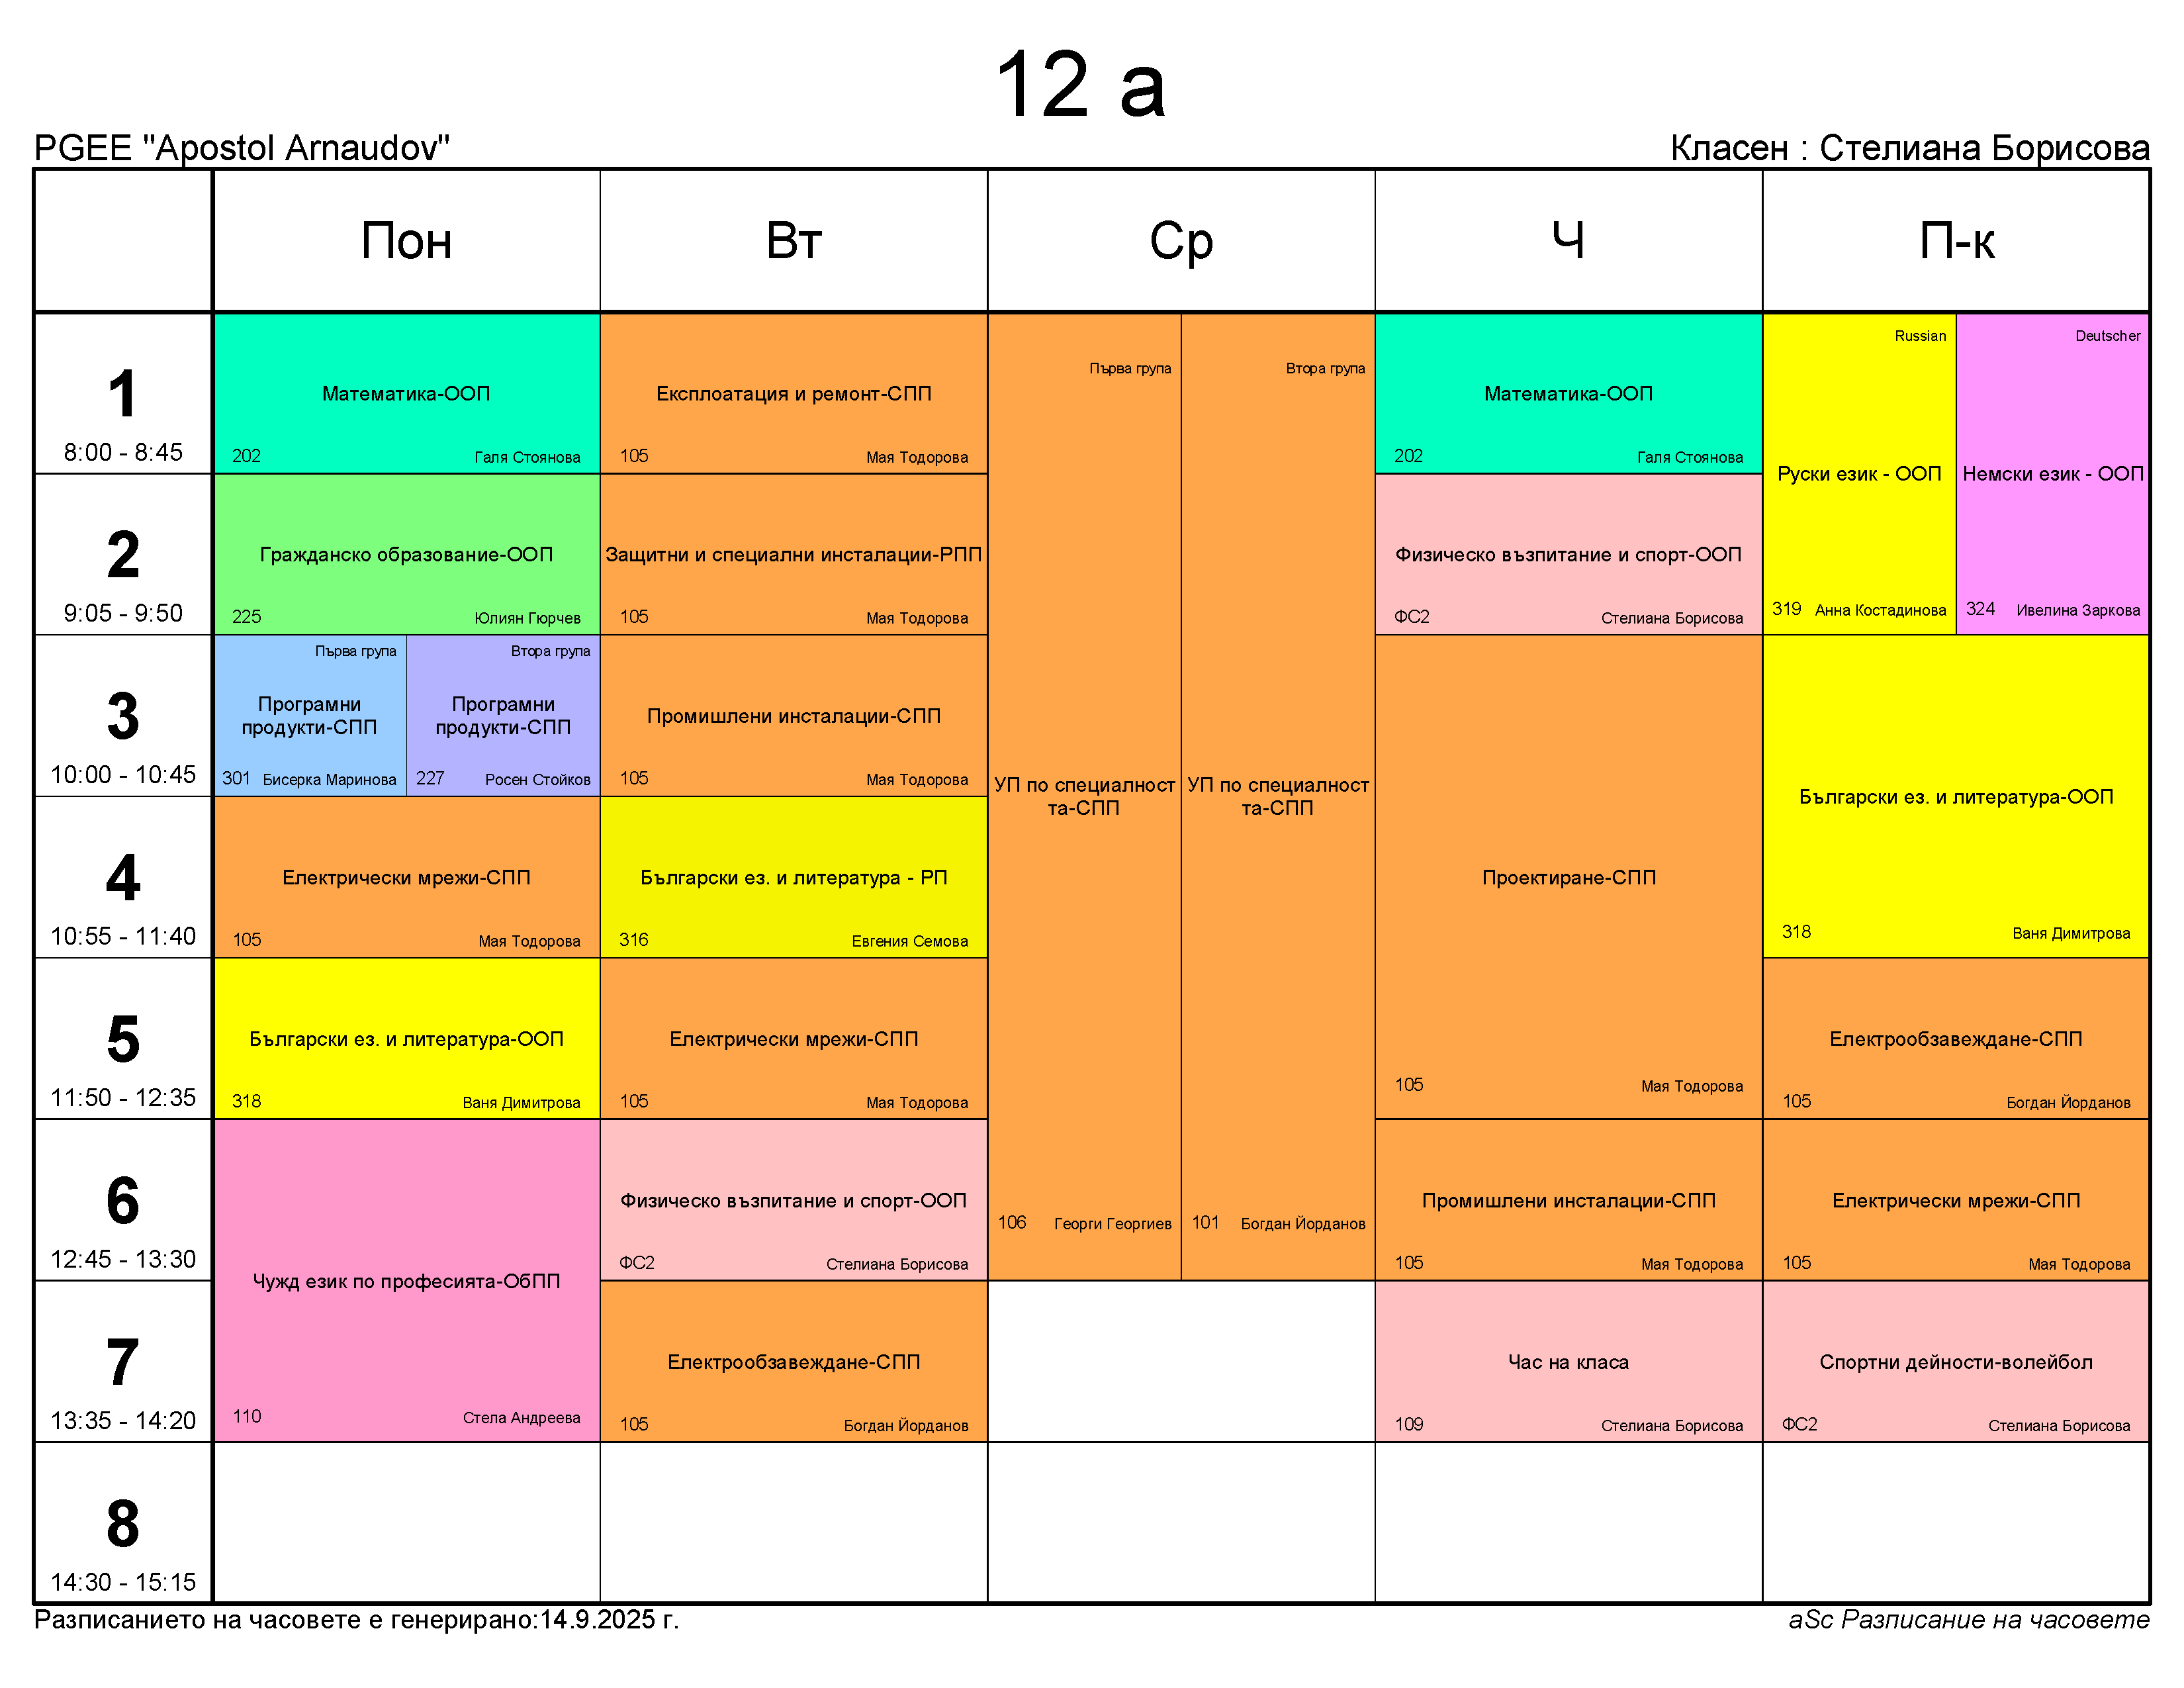 12 а
PGEE "Apostol Arnaudov"
Класен : Стелиана Борисова
Пон
Вт
Ср
Ч
П-к
1
8:00 - 8:45
Математика-ООП
202
Галя Стоянова
Експлоатация и ремонт-СПП
105
Мая Тодорова
Първа група
УП по специалност
та-СПП
106
Георги Георгиев
Втора група
УП по специалност
та-СПП
101
Богдан Йорданов
Математика-ООП
202
Галя Стоянова
Russian
Руски език - ООП
319
Анна Костадинова
Deutscher
Немски език - ООП
324
Ивелина Заркова
2
9:05 - 9:50
Гражданско образование-ООП
225
Юлиян Гюрчев
Защитни и специални инсталации-РПП
105
Мая Тодорова
Физическо възпитание и спорт-ООП
ФС2
Стелиана Борисова
3
10:00 - 10:45
Първа група
Програмни
продукти-СПП
301
Бисерка Маринова
Втора група
Програмни
продукти-СПП
227
Росен Стойков
Промишлени инсталации-СПП
105
Мая Тодорова
Проектиране-СПП
105
Мая Тодорова
Български ез. и литература-ООП
318
Ваня Димитрова
4
10:55 - 11:40
Електрически мрежи-СПП
105
Мая Тодорова
Български ез. и литература - РП
316
Евгения Семова
5
11:50 - 12:35
Български ез. и литература-ООП
318
Ваня Димитрова
Електрически мрежи-СПП
105
Мая Тодорова
Електрообзавеждане-СПП
105
Богдан Йорданов
6
12:45 - 13:30
Чужд език по професията-ОбПП
110
Стела Андреева
Физическо възпитание и спорт-ООП
ФС2
Стелиана Борисова
Промишлени инсталации-СПП
105
Мая Тодорова
Електрически мрежи-СПП
105
Мая Тодорова
7
13:35 - 14:20
Електрообзавеждане-СПП
105
Богдан Йорданов
Час на класа
109
Стелиана Борисова
Спортни дейности-волейбол
ФС2
Стелиана Борисова
8
14:30 - 15:15
Разписанието на часовете е генерирано:14.9.2025 г.
aSc Разписание на часовете